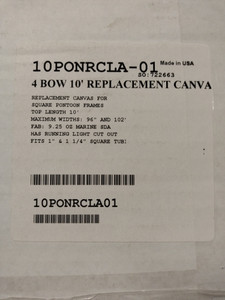 10PONRCLA-01 Made in USA
SO:722663
4 BOW 10' REPLACEMENT CANVA
REPLACEMENT CANVAS FOR
SQUARE PONTOON FRAMES
TOP LENGTH 10'
MAXIMUM WIDTHS: 96" AND 102"
FAB: 9.25 OZ MARINE SDA
HAS RUNNING LIGHT CUT OUT
FITS 1" & 1 1/4" SQUARE TUBI
10PONRCLA01